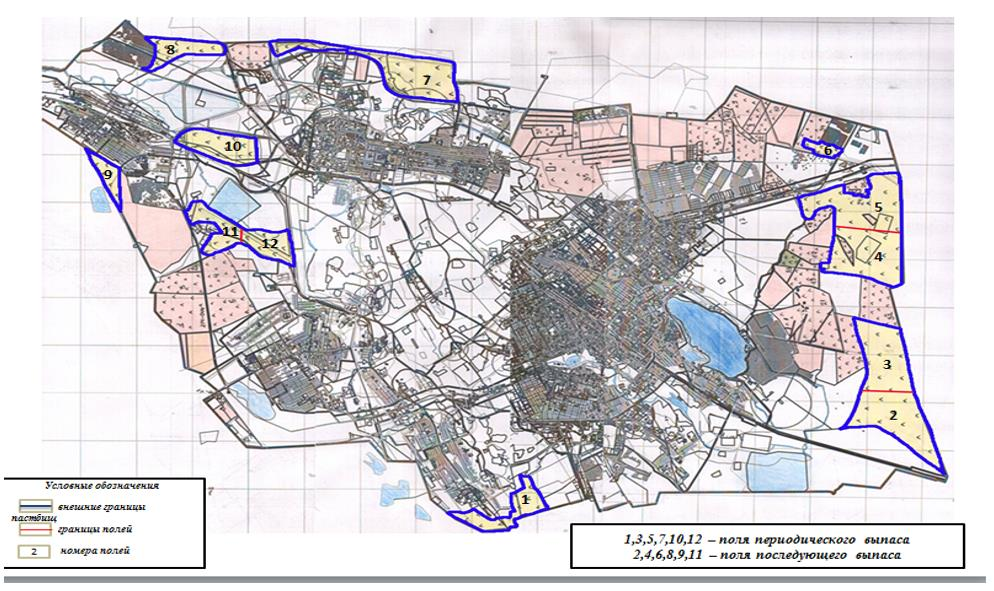 8
7
10
6
9
5
11
12
4
3
2
1
Условные обозначения
внешние границы
пастбищ
границы полей
2 номера полей
1,3,5,7,10,12 – поля периодического выпаса
2,4,6,8,9,11 – поля последующего выпаса